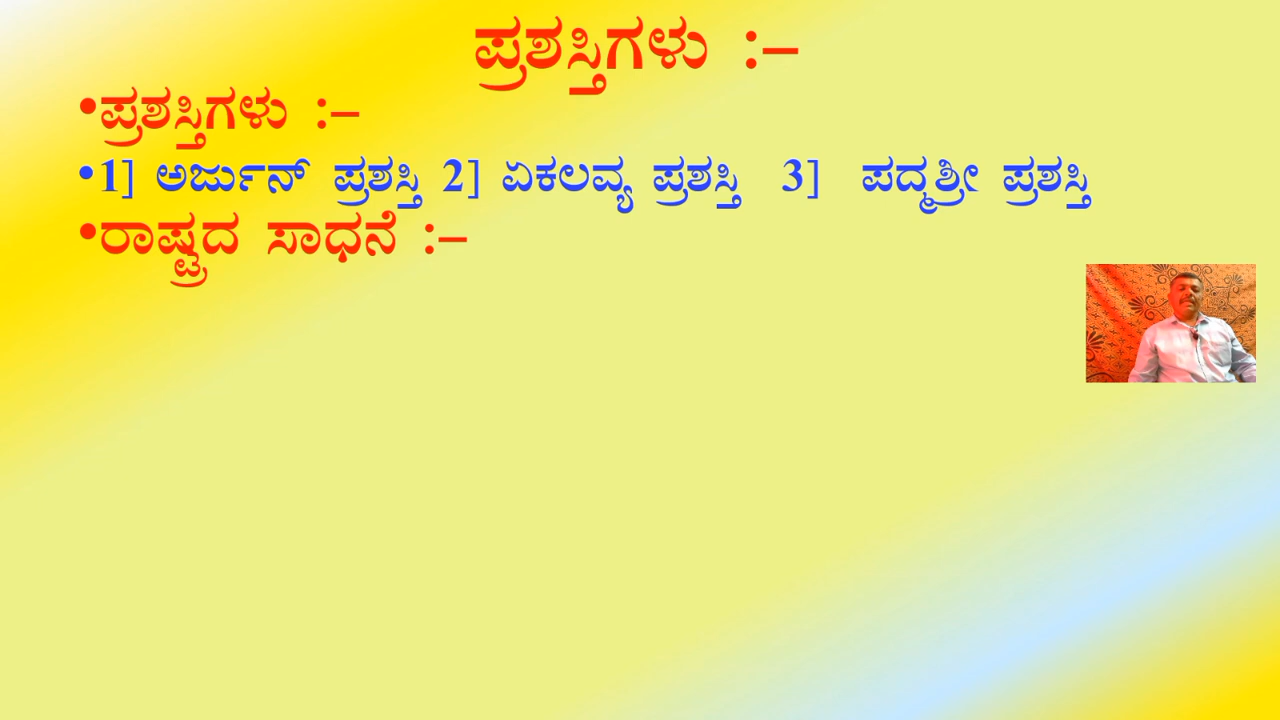 ಪ್ರಶಸ್ತಿಗಳು :–
•ಪ್ರಶಸ್ತಿಗಳು :–
•1] ಅರ್ಜುನ್ ಪ್ರಶಸ್ತಿ 2] ಏಕಲವ್ಯ ಪ್ರಶಸ್ತಿ 3] ಪದ್ಮಶ್ರೀ ಪ್ರಶಸ್ತಿ
•ರಾಷ್ಟ್ರದ ಸಾಧನೆ :–